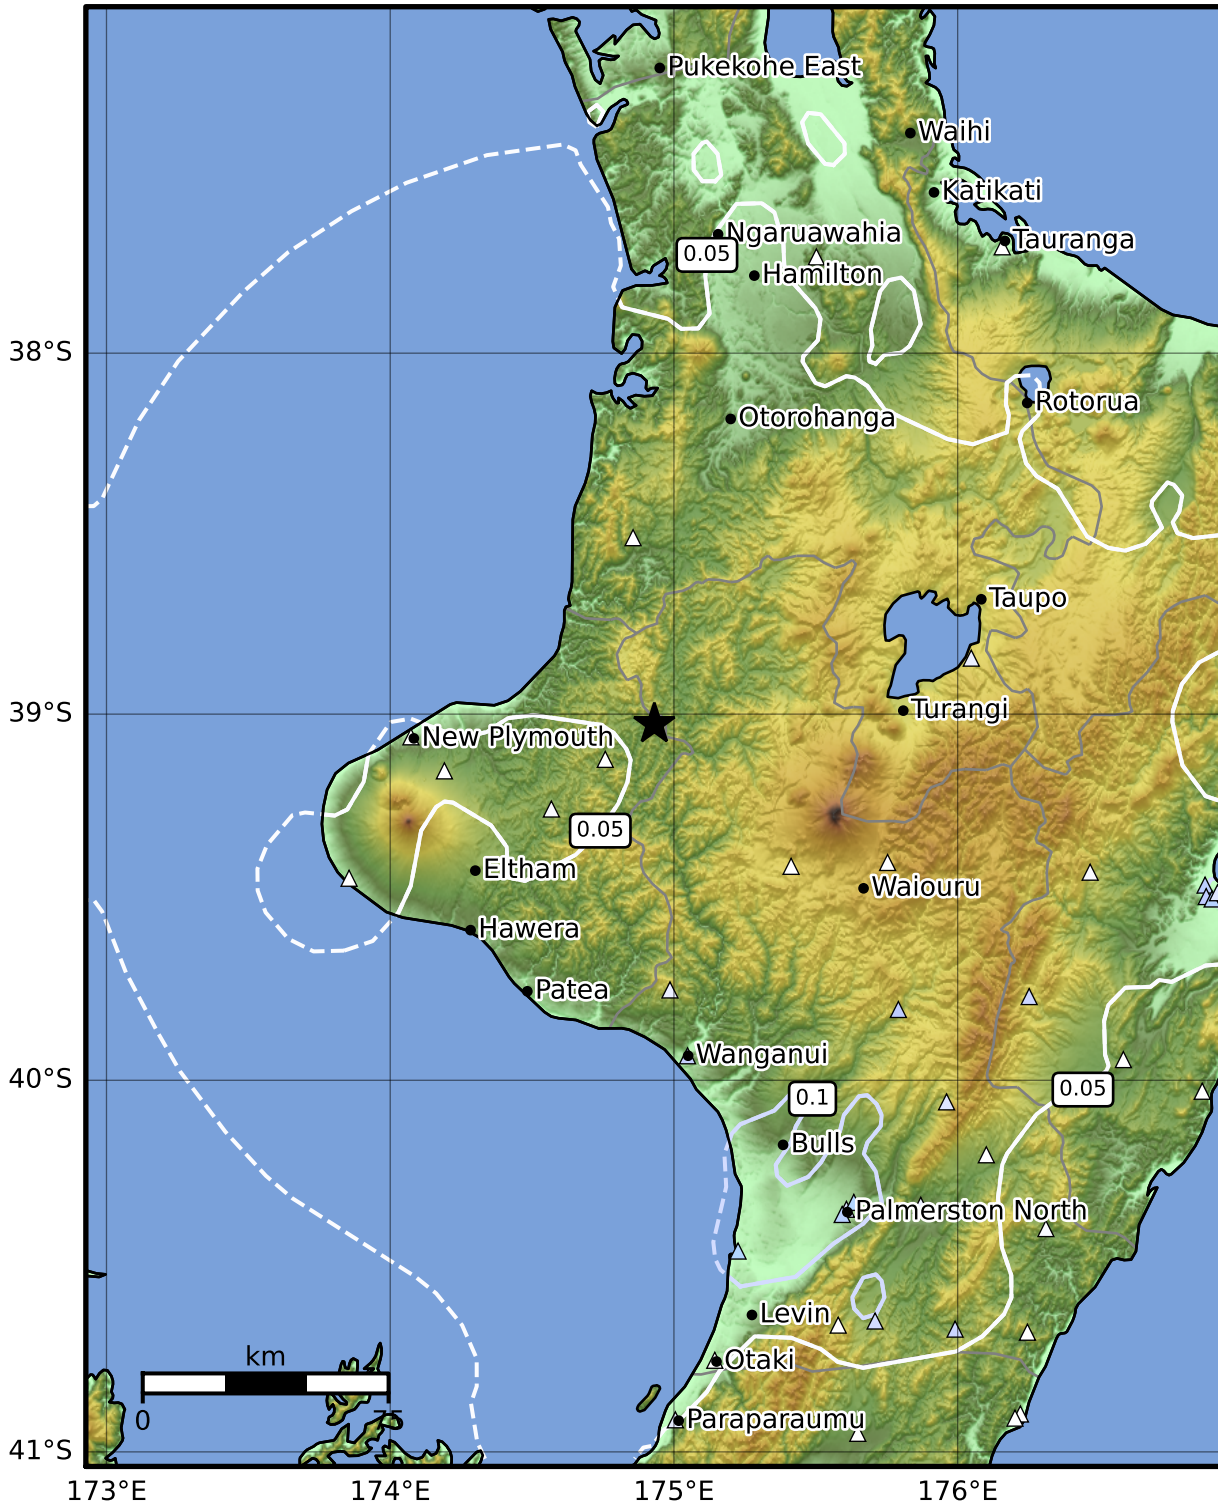 Pukekohe East
Waihi
Katikati
Ngaruawahia
Tauranga
0.05
Hamilton
38°S
Rotorua
Otorohanga
Taupo
39°S
Turangi
New Plymouth
0.05
Eltham
Waiouru
Hawera
Patea
Wanganui
40°S
0.1
0.05
Bulls
Palmerston North
Levin
km
Otaki
0
75
Paraparaumu
41°S
173°E
174°E
175°E
176°E